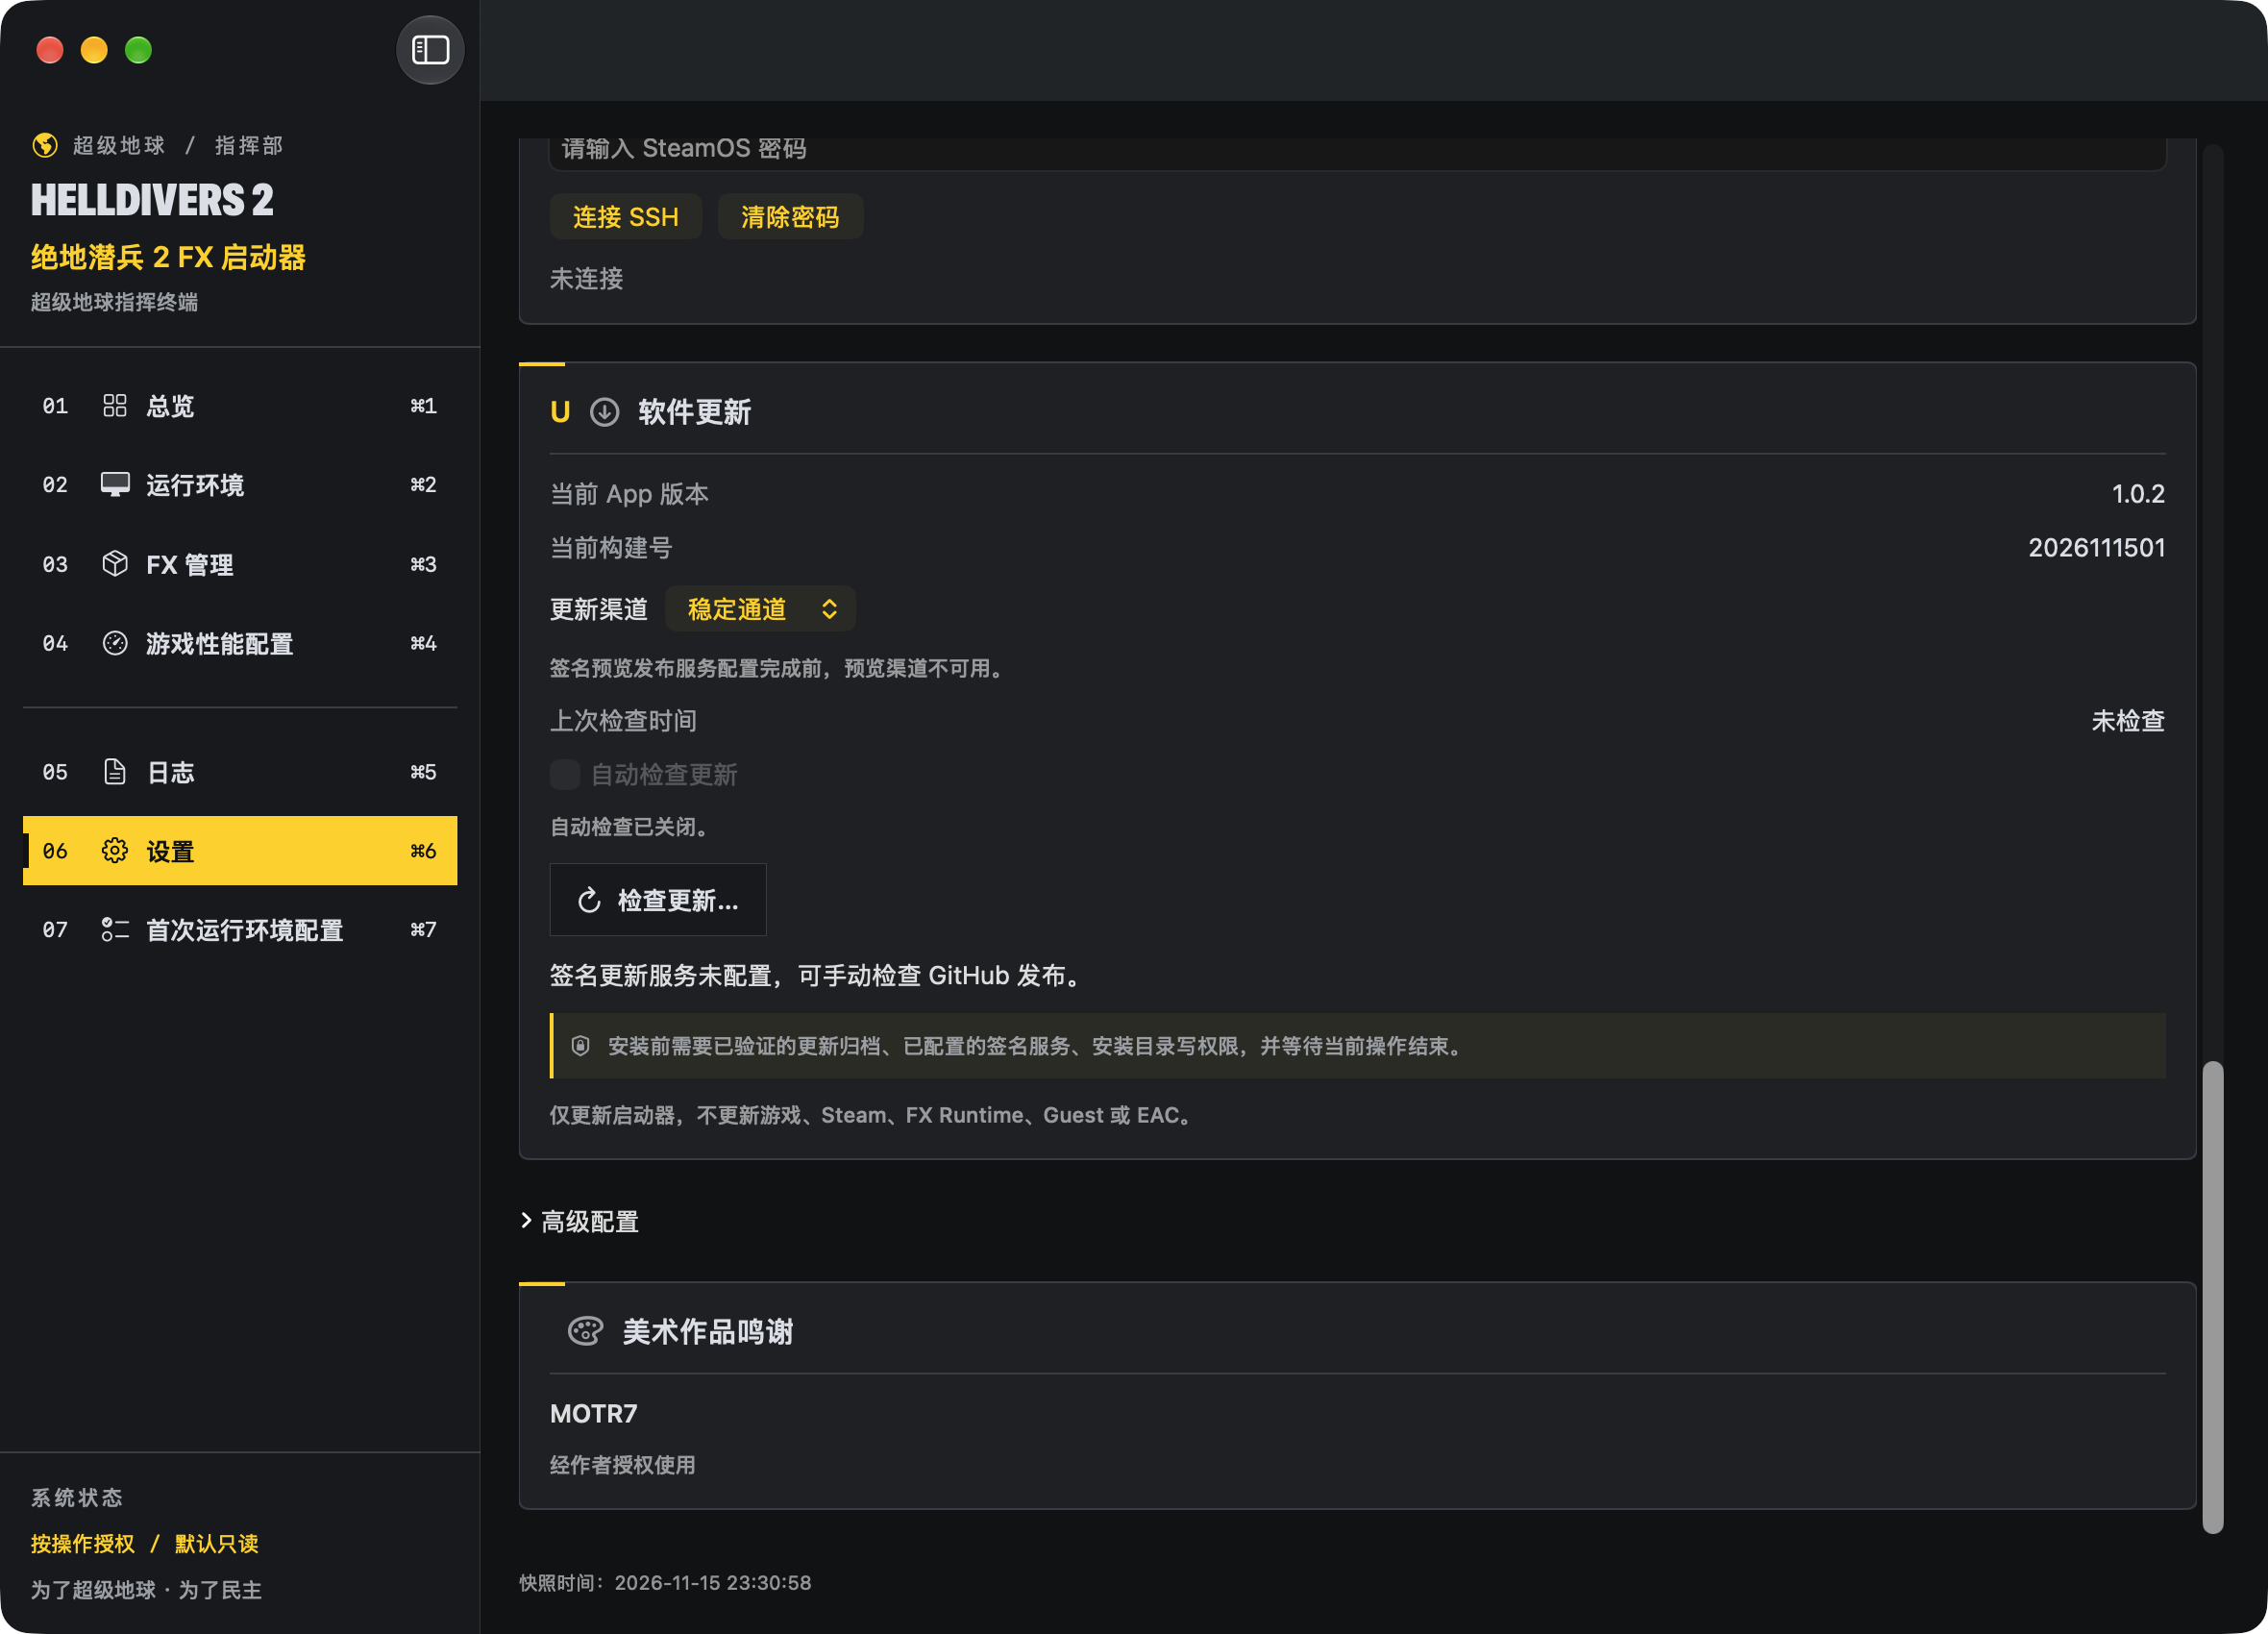 超级地球 / 指挥部
HELLDIVERS 2
绝地潜兵 2 FX 启动器
超级地球指挥终端
01 总览 ⌘1
02 运行环境 ⌘2
03 FX 管理 ⌘3
04 游戏性能配置 ⌘4
05 日志 ⌘5
06 设置 ⌘6
07 首次运行环境配置 ⌘7
系统状态
按操作授权 / 默认只读
为了超级地球 · 为了民主
请输入 SteamOS 密码
连接 SSH 清除密码
未连接
U 软件更新
当前 App 版本 1.0.2
当前构建号 2026111501
更新渠道 稳定通道
签名预览发布服务配置完成前，预览渠道不可用。
上次检查时间 未检查
自动检查更新
自动检查已关闭。
检查更新...
签名更新服务未配置，可手动检查 GitHub 发布。
安装前需要已验证的更新归档、已配置的签名服务、安装目录写权限，并等待当前操作结束。
仅更新启动器，不更新游戏、Steam、FX Runtime、Guest 或 EAC。
高级配置
美术作品鸣谢
MOTR7
经作者授权使用
快照时间：2026-11-15 23:30:58